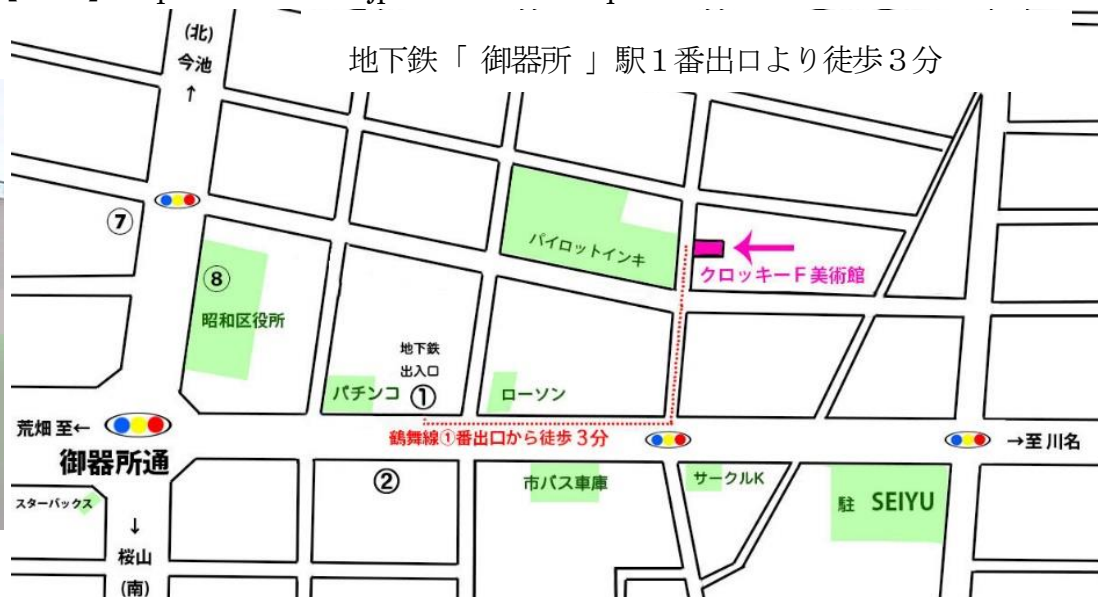 (北)
今池
↑
地下鉄「 御器所 」駅１番出口より徒歩３分
⑦
パイロットインキ
←
クロッキーＦ美術館
⑧
昭和区役所
地下鉄
出入口
パチンコ ①
ローソン
荒畑 至←
鶴舞線①番出口から徒歩３分
→至 川名
御器所通
②
市バス車庫
サークルK
駐 SEIYU
スターバックス
↓
桜山
(南)